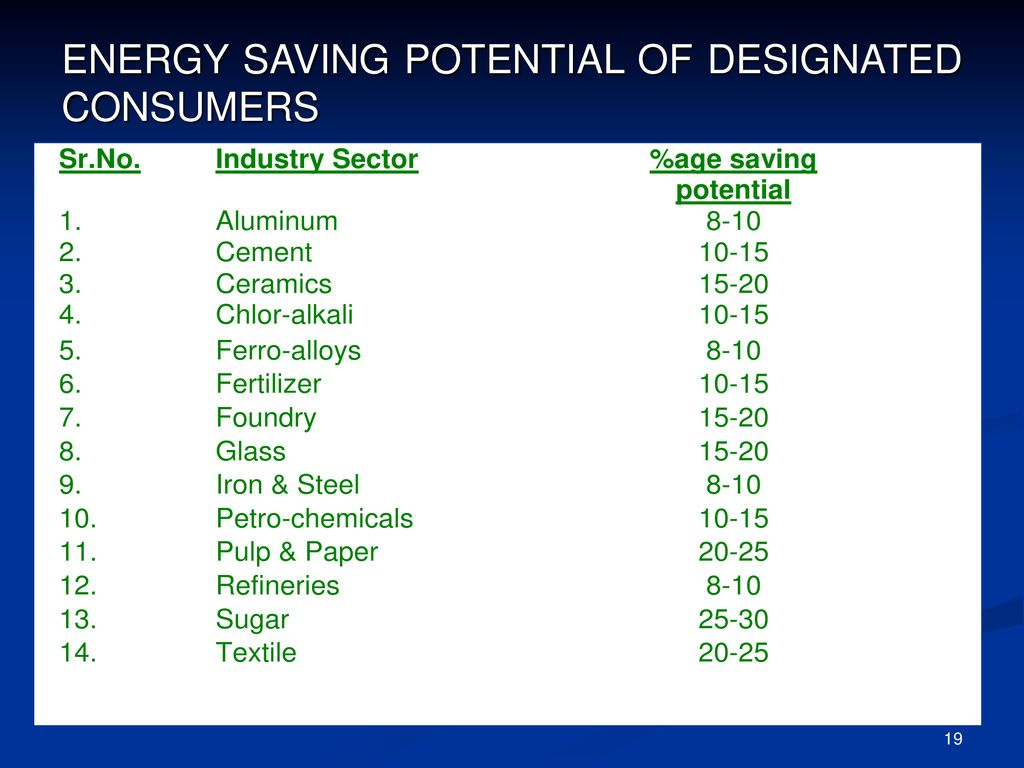 ENERGY SAVING POTENTIAL OF DESIGNATED
CONSUMERS
Sr.No. Industry Sector %age saving
potential
1. Aluminum 8-10
2. Cement 10-15
3. Ceramics 15-20
4. Chlor-alkali 10-15
5. Ferro-alloys 8-10
6. Fertilizer 10-15
7. Foundry 15-20
8. Glass 15-20
9. Iron & Steel 8-10
10. Petro-chemicals 10-15
11. Pulp & Paper 20-25
12. Refineries 8-10
13. Sugar 25-30
14. Textile 20-25
19